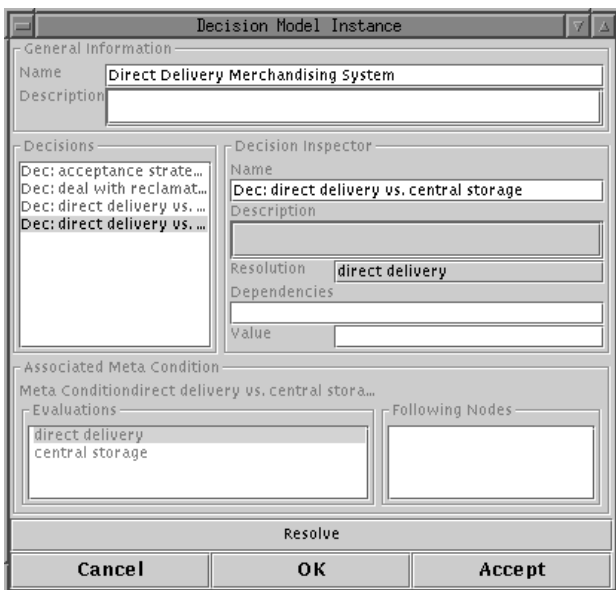 Decision Model Instance
General Information
Name
Direct Delivery Merchandising System
Description
Decisions
Dec: acceptance strate...
Dec: deal with reclamat...
Dec: direct delivery vs. ...
Dec: direct delivery vs. ...
Decision Inspector
Name
Dec: direct delivery vs. central storage
Description
Resolution
direct delivery
Dependencies
Value
Associated Meta Condition
Meta Conditiondirect delivery vs. central stora...
Evaluations
direct delivery
central storage
Following Nodes
Resolve
Cancel
OK
Accept